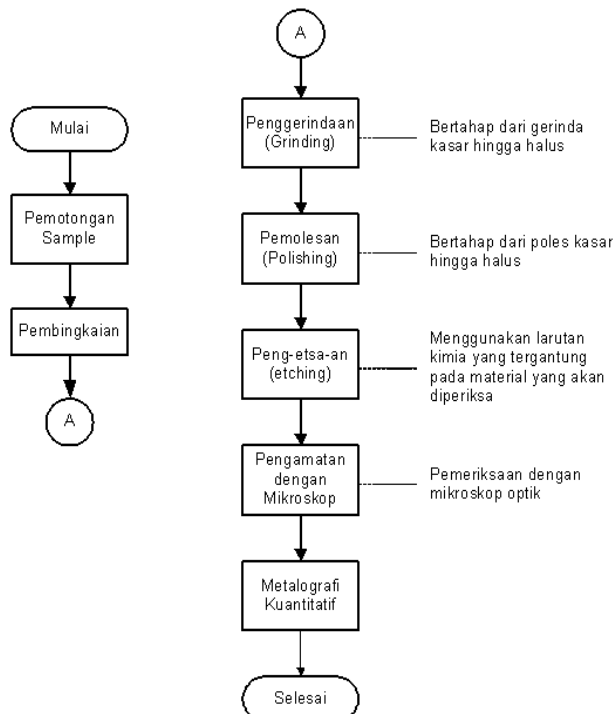 Mulai
Pemotongan
Sample
Pembingkaian
A
A
Penggerindaan
(Grinding)
Bertahap dari gerinda
kasar hingga halus
Pemolesan
(Polishing)
Bertahap dari poles kasar
hingga halus
Peng-etsa-an
(etching)
Menggunakan larutan
kimia yang tergantung
pada material yang akan
diperiksa
Pengamatan
dengan
Mikroskop
Pemeriksaan dengan
mikroskop optik
Metalografi
Kuantitatif
Selesai